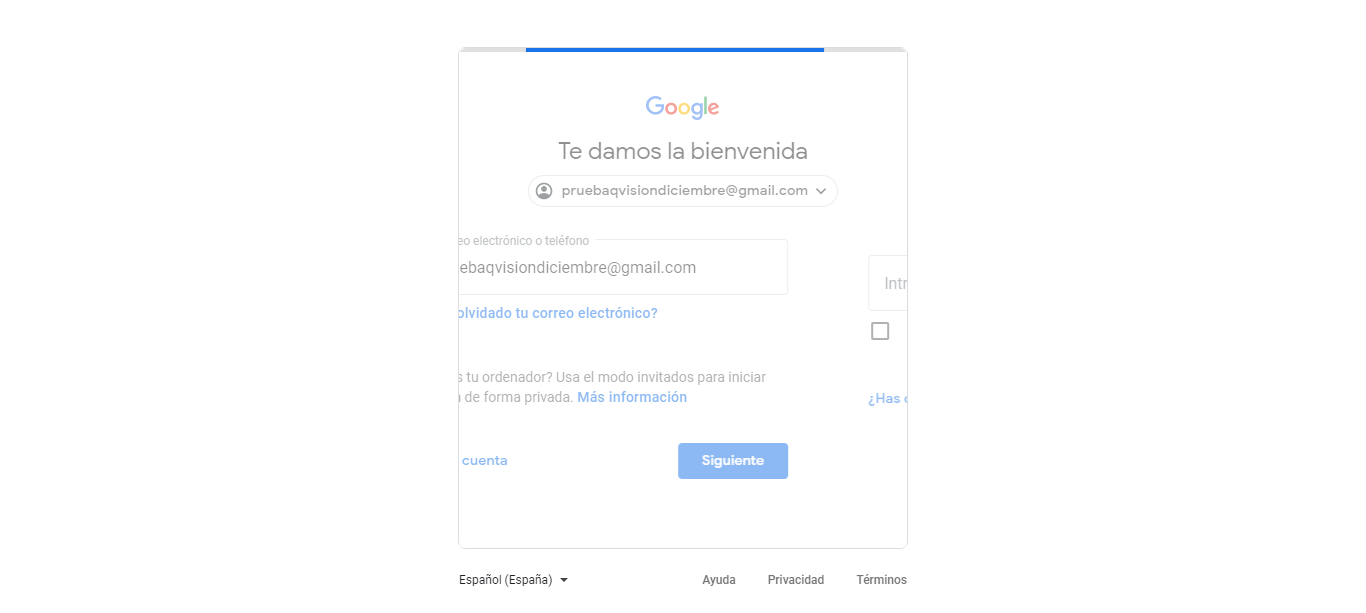 Google
Te damos la bienvenida
pruebaqvisiondiciembre@gmail.com
eo electrónico o teléfono
ebaqvisiondiciembre@gmail.com
Intr
olvidado tu correo electrónico?
s tu ordenador? Usa el modo invitados para iniciar
de forma privada. Más información
¿Has
cuenta
Siguiente
Español (España)
Ayuda
Privacidad
Términos